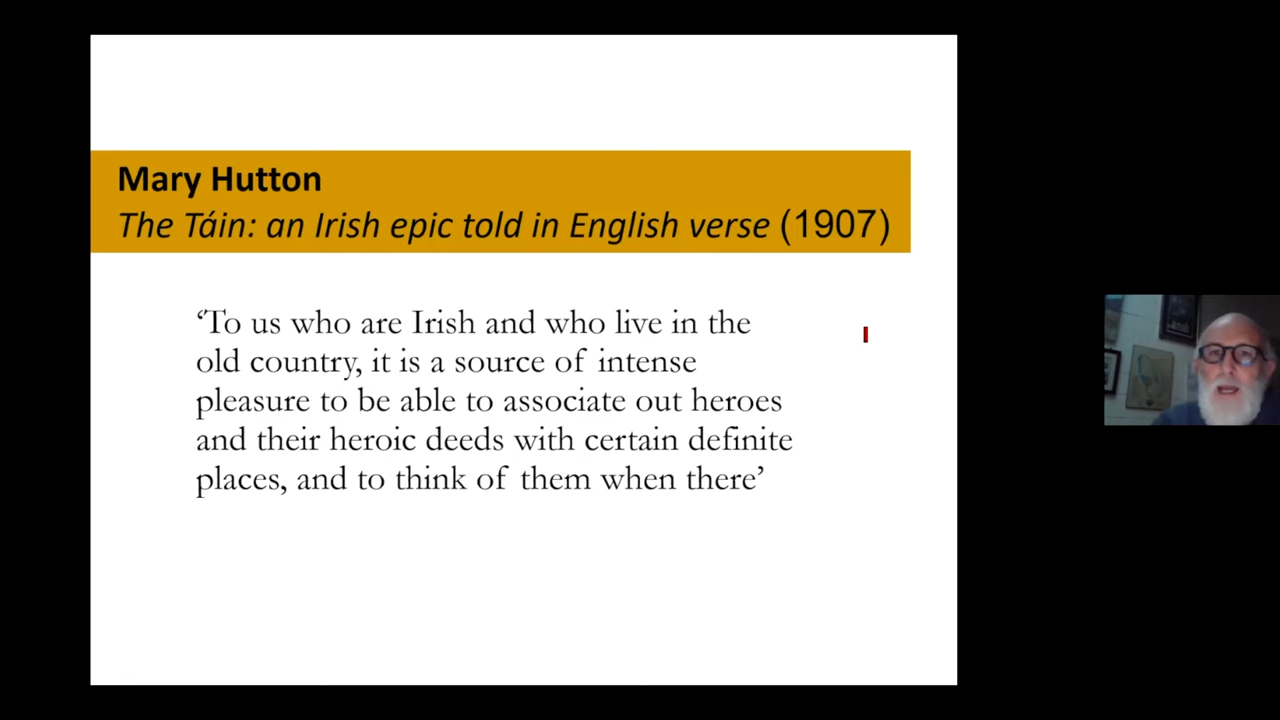 Mary Hutton
The Táin: an Irish epic told in English verse (1907)
‘To us who are Irish and who live in the
old country, it is a source of intense
pleasure to be able to associate out heroes
and their heroic deeds with certain definite
places, and to think of them when there’